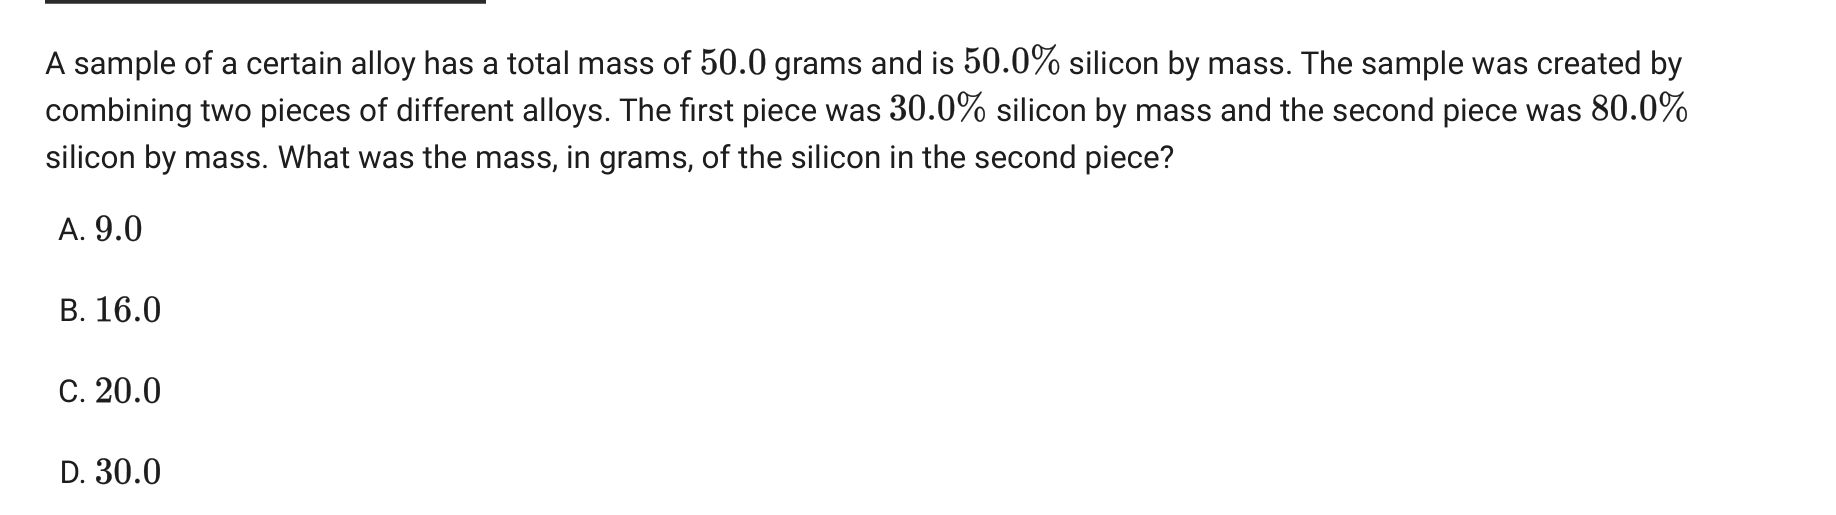 A sample of a certain alloy has a total mass of 50.0 grams and is 50.0% silicon by mass. The sample was created by
combining two pieces of different alloys. The first piece was 30.0% silicon by mass and the second piece was 80.0%
silicon by mass. What was the mass, in grams, of the silicon in the second piece?
A. 9.0
B. 16.0
C. 20.0
D. 30.0